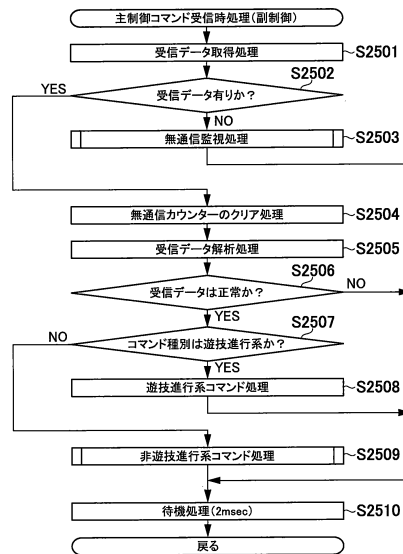 主制御コマンド受信時処理(副制御)
受信データ取得処理 S2501
S2502
受信データ有りか?
YES
NO
無通信監視処理 S2503
無通信カウンターのクリア処理 S2504
受信データ解析処理 S2505
S2506
受信データは正常か?
NO
YES
S2507
コマンド種別は遊技進行系か?
NO
YES
遊技進行系コマンド処理 S2508
非遊技進行系コマンド処理 S2509
待機処理(2msec) S2510
戻る